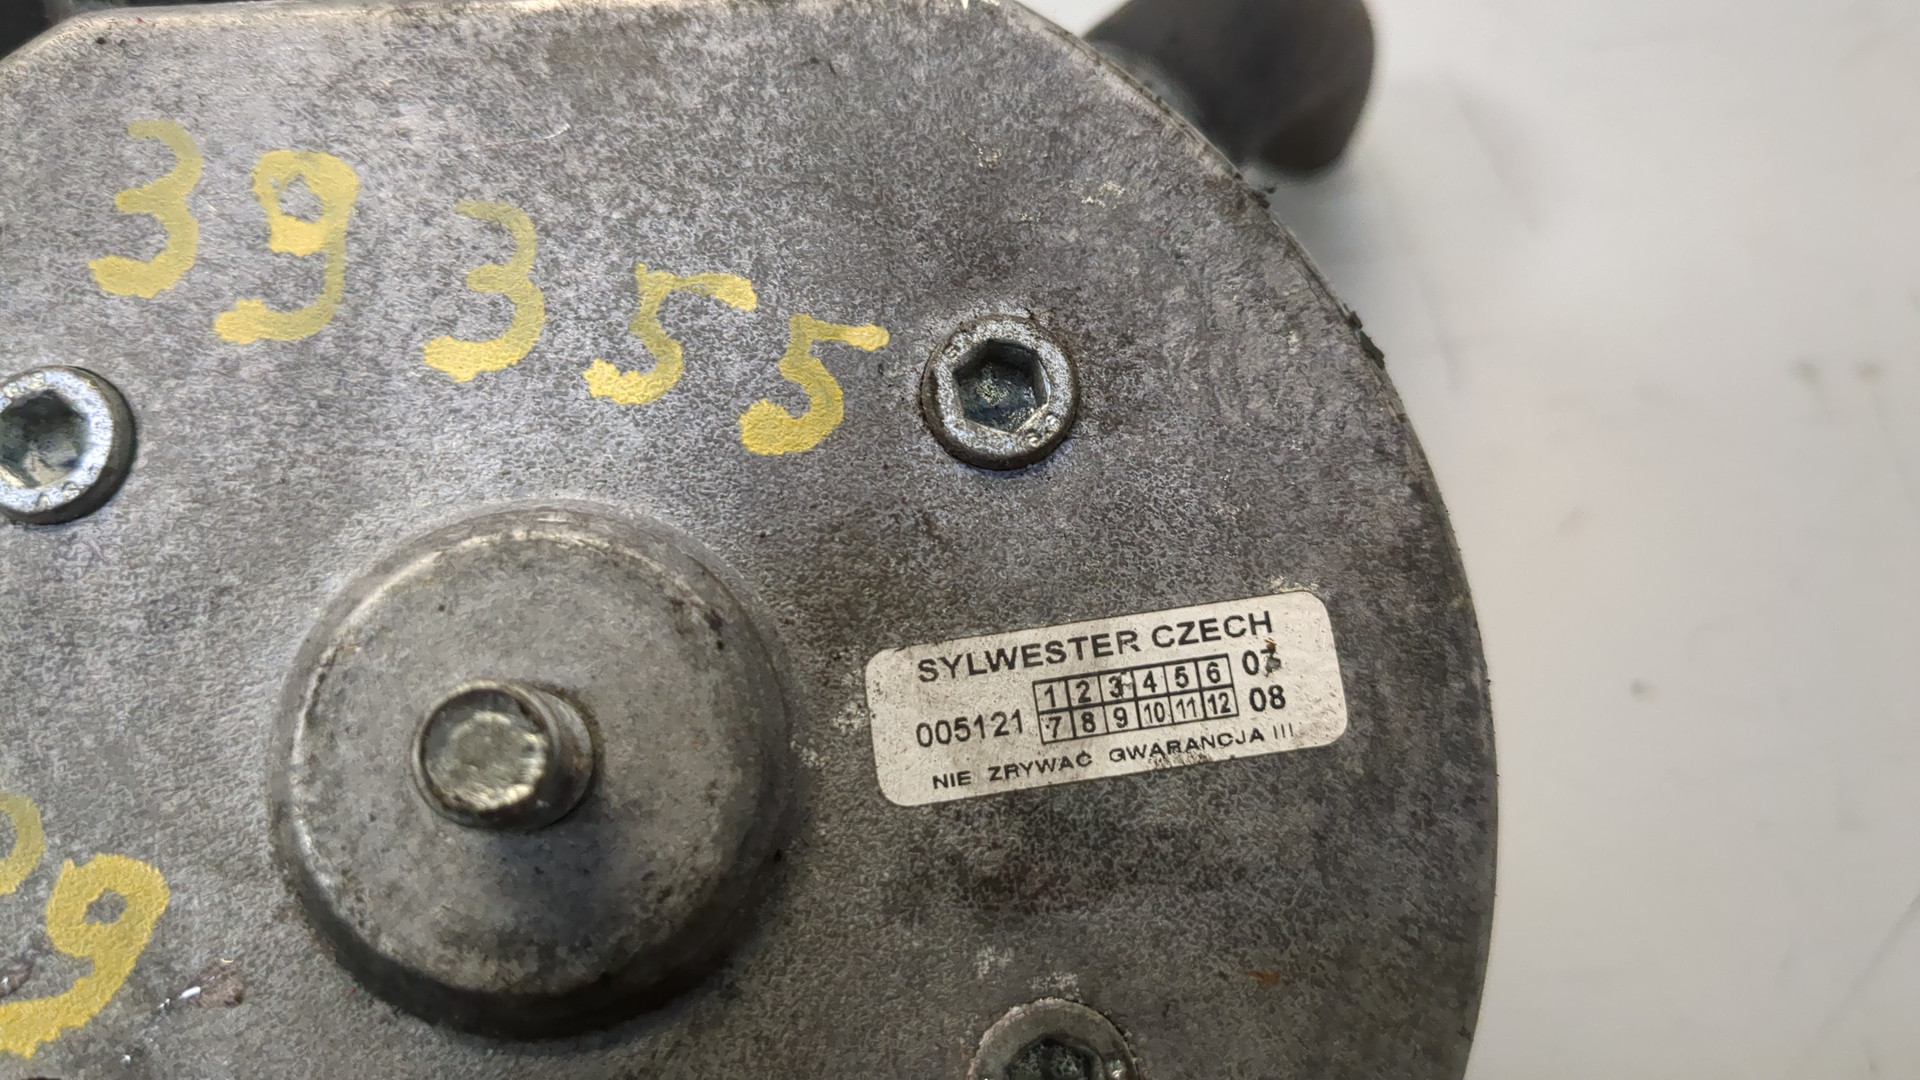 39355
SYLWESTER CZECH
1 2 3 4 5 6 07
005121
7 8 9 10 11 12 08
NIE ZRYWAĆ GWARANCJA !!!
09